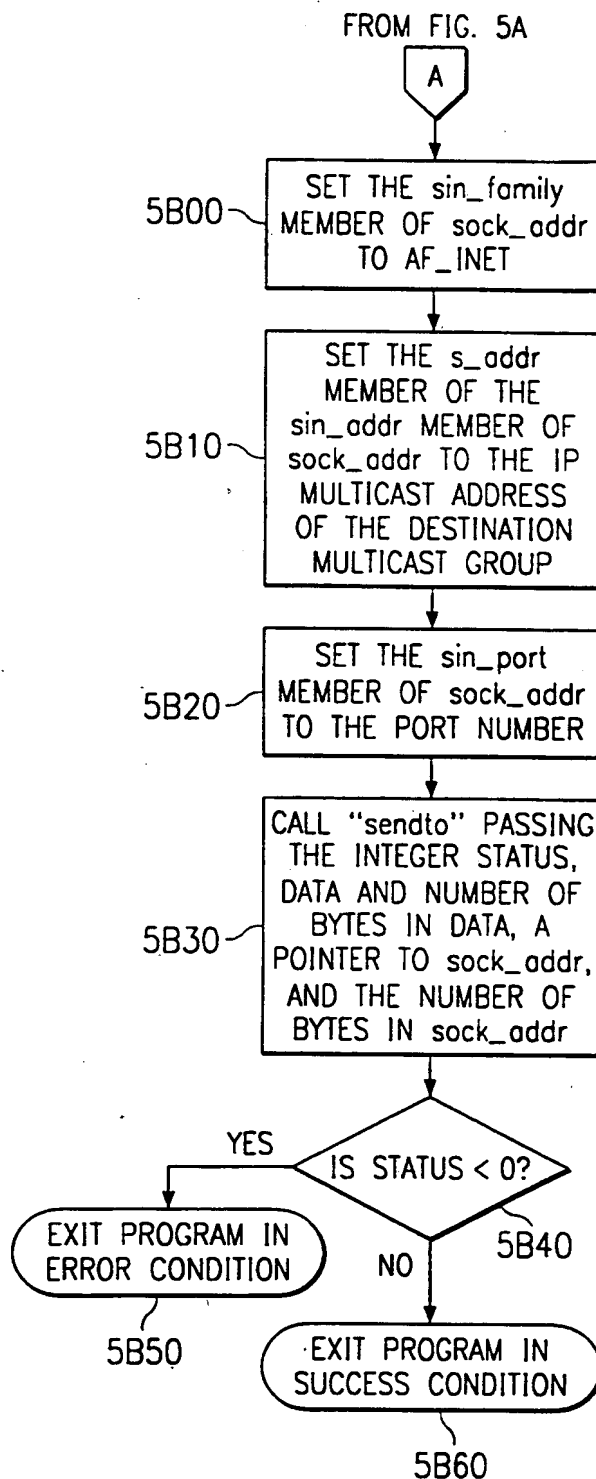 FROM FIG. 5A
A
5B00
SET THE sin_family
MEMBER OF sock_addr
TO AF_INET
5B10
SET THE s_addr
MEMBER OF THE
sin_addr MEMBER OF
sock_addr TO THE IP
MULTICAST ADDRESS
OF THE DESTINATION
MULTICAST GROUP
5B20
SET THE sin_port
MEMBER OF sock_addr
TO THE PORT NUMBER
5B30
CALL "sendto" PASSING
THE INTEGER STATUS,
DATA AND NUMBER OF
BYTES IN DATA, A
POINTER TO sock_addr,
AND THE NUMBER OF
BYTES IN sock_addr
YES
IS STATUS < 0?
5B40
EXIT PROGRAM IN
ERROR CONDITION
5B50
NO
EXIT PROGRAM IN
SUCCESS CONDITION
5B60